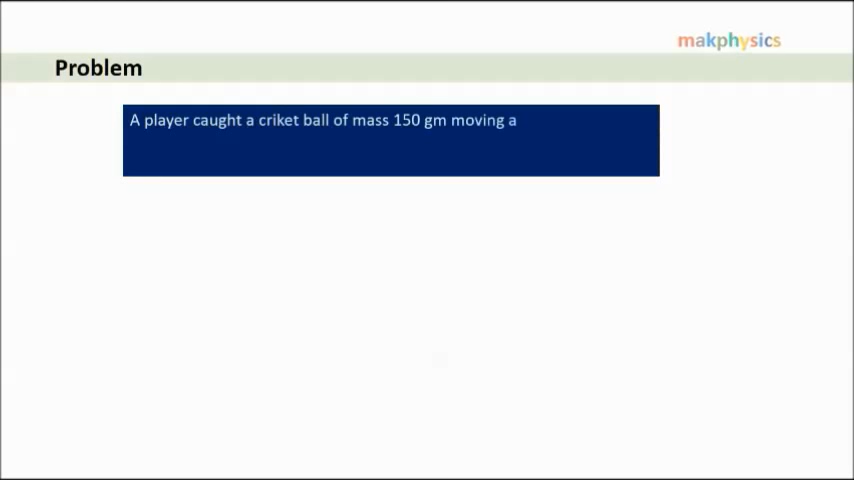 makphysics
Problem
A player caught a criket ball of mass 150 gm moving a